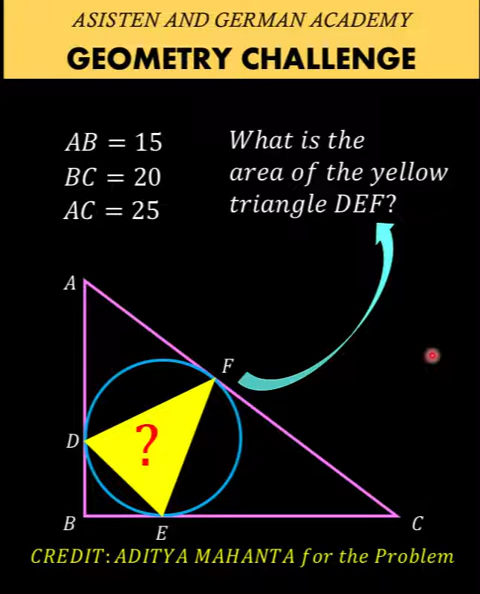 ASISTEN AND GERMAN ACADEMY
GEOMETRY CHALLENGE
AB = 15
BC = 20
AC = 25
What is the
area of the yellow
triangle DEF?
A
F
D
?
B
E
C
CREDIT: ADITYA MAHANTA for the Problem